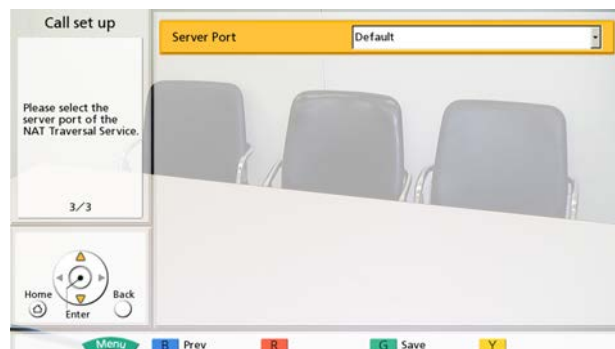 Call set up
Server Port
Default
Please select the
server port of the
NAT Traversal Service.
3/3
Home
Back
Enter
Menu
B Prev
R
G Save
Y